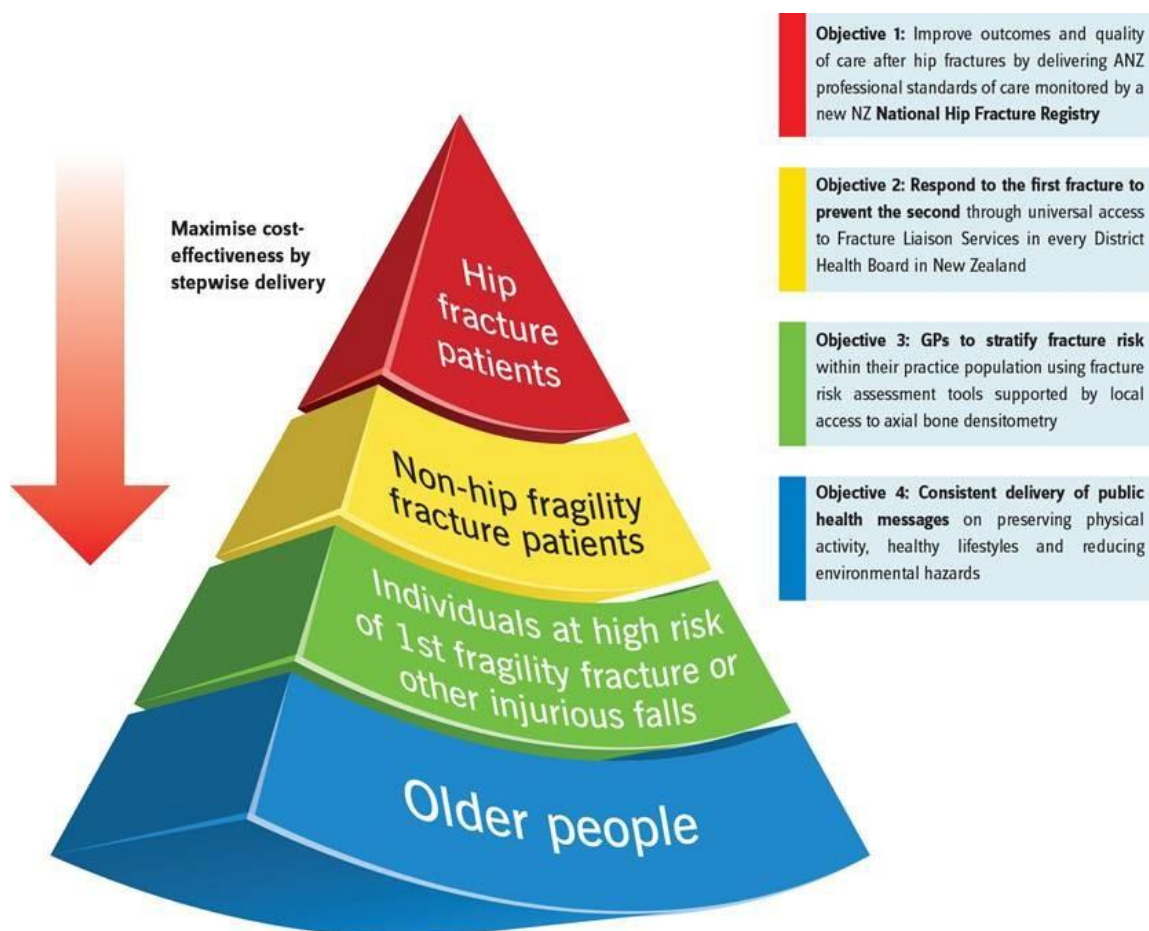 Maximise cost-
effectiveness by
stepwise delivery
Hip
fracture
patients
Non-hip fragility
fracture patients
Individuals at high risk
of 1st fragility fracture or
other injurious falls
Older people
Objective 1: Improve outcomes and quality
of care after hip fractures by delivering ANZ
professional standards of care monitored by a
new NZ National Hip Fracture Registry
Objective 2: Respond to the first fracture to
prevent the second through universal access
to Fracture Liaison Services in every District
Health Board in New Zealand
Objective 3: GPs to stratify fracture risk
within their practice population using fracture
risk assessment tools supported by local
access to axial bone densitometry
Objective 4: Consistent delivery of public
health messages on preserving physical
activity, healthy lifestyles and reducing
environmental hazards